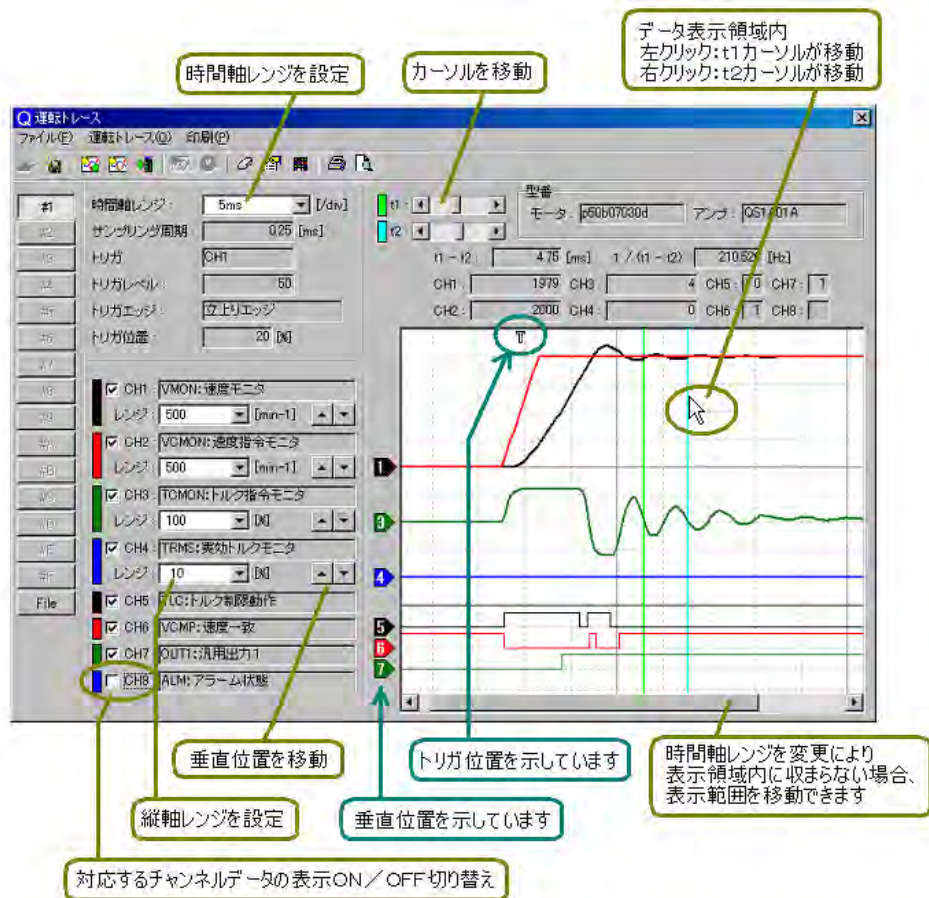 データ表示領域内
左クリック:t1カーソルが移動
右クリック:t2カーソルが移動
時間軸レンジを設定
カーソルを移動
運転トレース
ファイル(F) 運転トレース(O) 印刷(P)
#1
時間軸レンジ: 5ms [/div]
サンプリング周期 0.25 [ms]
トリガ CH1
トリガレベル: 50
トリガエッジ: 立上りエッジ
トリガ位置: 20 [%]
t1:
t2
型番
モータ: p50b07030d アンプ:
t1 - t2: 4.75 [ms] 1 / (t1 - t2) [Hz]
CH1: 1979 CH3 4 CH5: 0 CH7: 1
CH2: 2000 CH4: 0 CH6 1 CH8:
T
CH1 VMON:速度モニタ
レンジ: 500 [min-1]
CH2 VCMON:速度指令モニタ
レンジ 500 [min-1]
CH3 TCMON:トルク指令モニタ
レンジ: 100 [%]
CH4 TRMS:実効トルクモニタ
レンジ: 10 [%]
CH5 TLC:トルク制限動作
CH6 VCMP:速度一致
CH7 OUT1:汎用出力1
CH8 ALM:アラーム状態
File
1
3
4
5
6
7
垂直位置を移動
トリガ位置を示しています
時間軸レンジを変更により
表示領域内に収まらない場合、
表示範囲を移動できます
縦軸レンジを設定
垂直位置を示しています
対応するチャンネルデータの表示ON/OFF切り替え